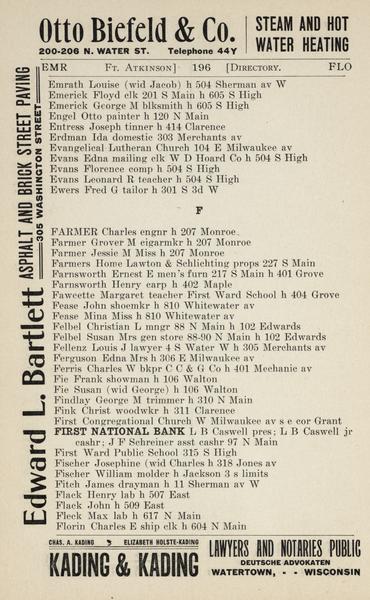 Otto Biefeld & Co.
200-206 N. WATER ST. Telephone 44Y
STEAM AND HOT
WATER HEATING
EMR FT. ATKINSON] 196 [DIRECTORY. FLO
Emrath Louise (wid Jacob) h 504 Sherman av W
Emerick Floyd elk 201 S Main h 605 S High
Emerick George M blksmith h 605 S High
Engel Otto painter h 120 N Main
Entress Joseph tinner h 414 Clarence
Erdman Ida domestic 303 Merchants av
Evangelical Lutheran Church 104 E Milwaukee av
Evans Edna mailing clk W D Hoard Co h 504 S High
Evans Florence comp h 504 S High
Evans Leonard R teacher h 504 S High
Ewers Fred G tailor h 301 S 3d W
F
FARMER Charles engnr h 207 Monroe
Farmer Grover M cigarmkr h 207 Monroe
Farmer Jessie M Miss h 207 Monroe
Farmers Home Lawton & Schlichting props 227 S Main
Farnsworth Ernest E men's furn 217 S Main h 401 Grove
Farnsworth Henry carp h 402 Maple
Fawcette Margaret teacher First Ward School h 404 Grove
Fease John shoemkr h 810 Whitewater av
Fease Mina Miss h 810 Whitewater av
Felbel Christian L mngr 88 N Main h 102 Edwards
Felbel Susan Mrs gen store 88-90 N Main h 102 Edwards
Fellenz Louis J lawyer 4 S Water W h 305 Merchants av
Ferguson Edna Mrs h 306 E Milwaukee av
Ferris Charles W bkpr C C & G Co h 401 Mechanic av
Fie Frank showman h 106 Walton
Fie Susan (wid George) h 106 Walton
Findlay George M trimmer h 310 N Main
Fink Christ woodwkr h 311 Clarence
First Congregational Church W Milwaukee av s e cor Grant
FIRST NATIONAL BANK L B Caswell pres; L B Caswell jr
cashr; J F Schreiner asst cashr 97 N Main
First Ward Public School 315 S High
Fischer Josephine (wid Charles h 318 Jones av
Fischer William molder h Jackson 3 s limits
Fitch James drayman h 11 Sherman av W
Flack Henry lab h 507 East
Flack John h 509 East
Fleck Max lab h 617 N Main
Florin Charles E ship clk h 604 N Main
Edward L. Bartlett
ASPHALT AND BRICK STREET PAVING
305 WASHINGTON STREET
CHAS. A. KADING ELIZABETH HOLSTE-KADING
KADING & KADING
LAWYERS AND NOTARIES PUBLIC
DEUTSCHE ADVOKATEN
WATERTOWN, - - WISCONSIN